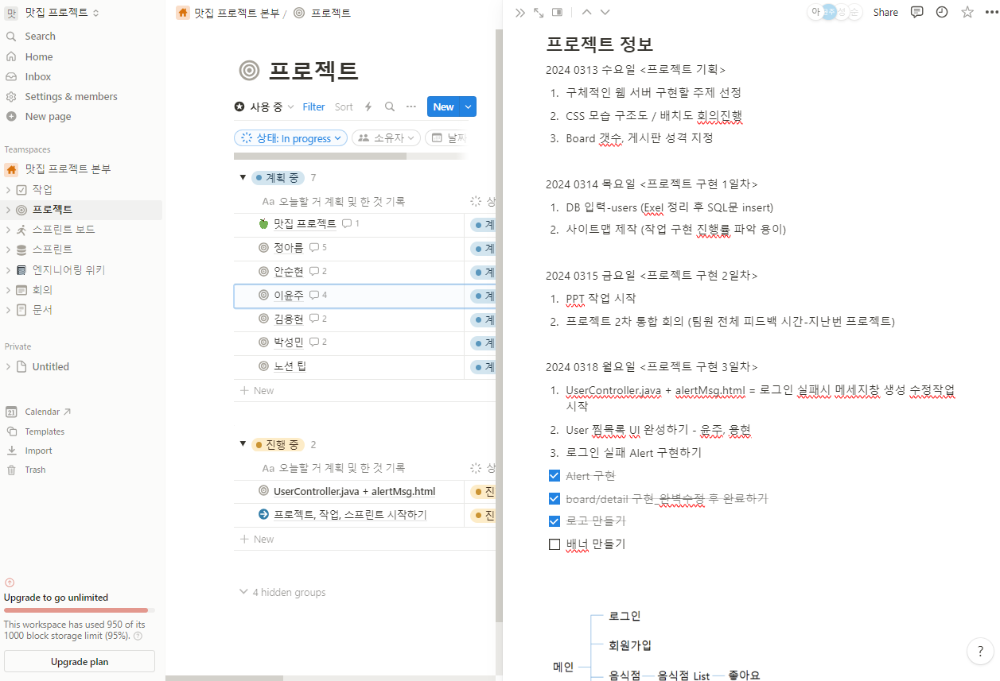 맛 맛집 프로젝트
Search
Home
Inbox
Settings & members
New page
Teamspaces
맛집 프로젝트 본부
작업
프로젝트
스프린트 보드
스프린트
엔지니어링 위키
회의
문서
Private
Untitled
Calendar
Templates
Import
Trash
Upgrade to go unlimited
This workspace has used 950 of its
1000 block storage limit (95%).
Upgrade plan
맛집 프로젝트 본부 / 프로젝트
프로젝트
사용 중 Filter Sort New
상태: In progress 소유자 날짜
계획 중 7
Aa 오늘할 거 계획 및 한 것 기록 상
맛집 프로젝트 1 계
정아름 5 계
안순현 2 계
이윤주 4 계
김용현 2 계
박성민 2 계
노션 팁 계
New
진행 중 2
Aa 오늘할 거 계획 및 한 것 기록 상
UserController.java + alertMsg.html 진
프로젝트, 작업, 스프린트 시작하기 진
New
4 hidden groups
아 성 순 Share
프로젝트 정보
2024 0313 수요일 <프로젝트 기획>
1. 구체적인 웹 서버 구현할 주제 선정
2. CSS 모습 구조도 / 배치도 회의진행
3. Board 갯수, 게시판 성격 지정
2024 0314 목요일 <프로젝트 구현 1일차>
1. DB 입력-users (Exel 정리 후 SQL문 insert)
2. 사이트맵 제작 (작업 구현 진행률 파악 용이)
2024 0315 금요일 <프로젝트 구현 2일차>
1. PPT 작업 시작
2. 프로젝트 2차 통합 회의 (팀원 전체 피드백 시간-지난번 프로젝트)
2024 0318 월요일 <프로젝트 구현 3일차>
1. UserController.java + alertMsg.html = 로그인 실패시 메세지창 생성 수정작업
시작
2. User 찜목록 UI 완성하기 - 윤주, 용현
3. 로그인 실패 Alert 구현하기
Alert 구현
board/detail 구현_완벽수정 후 완료하기
로고 만들기
배너 만들기
로그인
회원가입
메인
음식점 음식점 List 좋아요
?